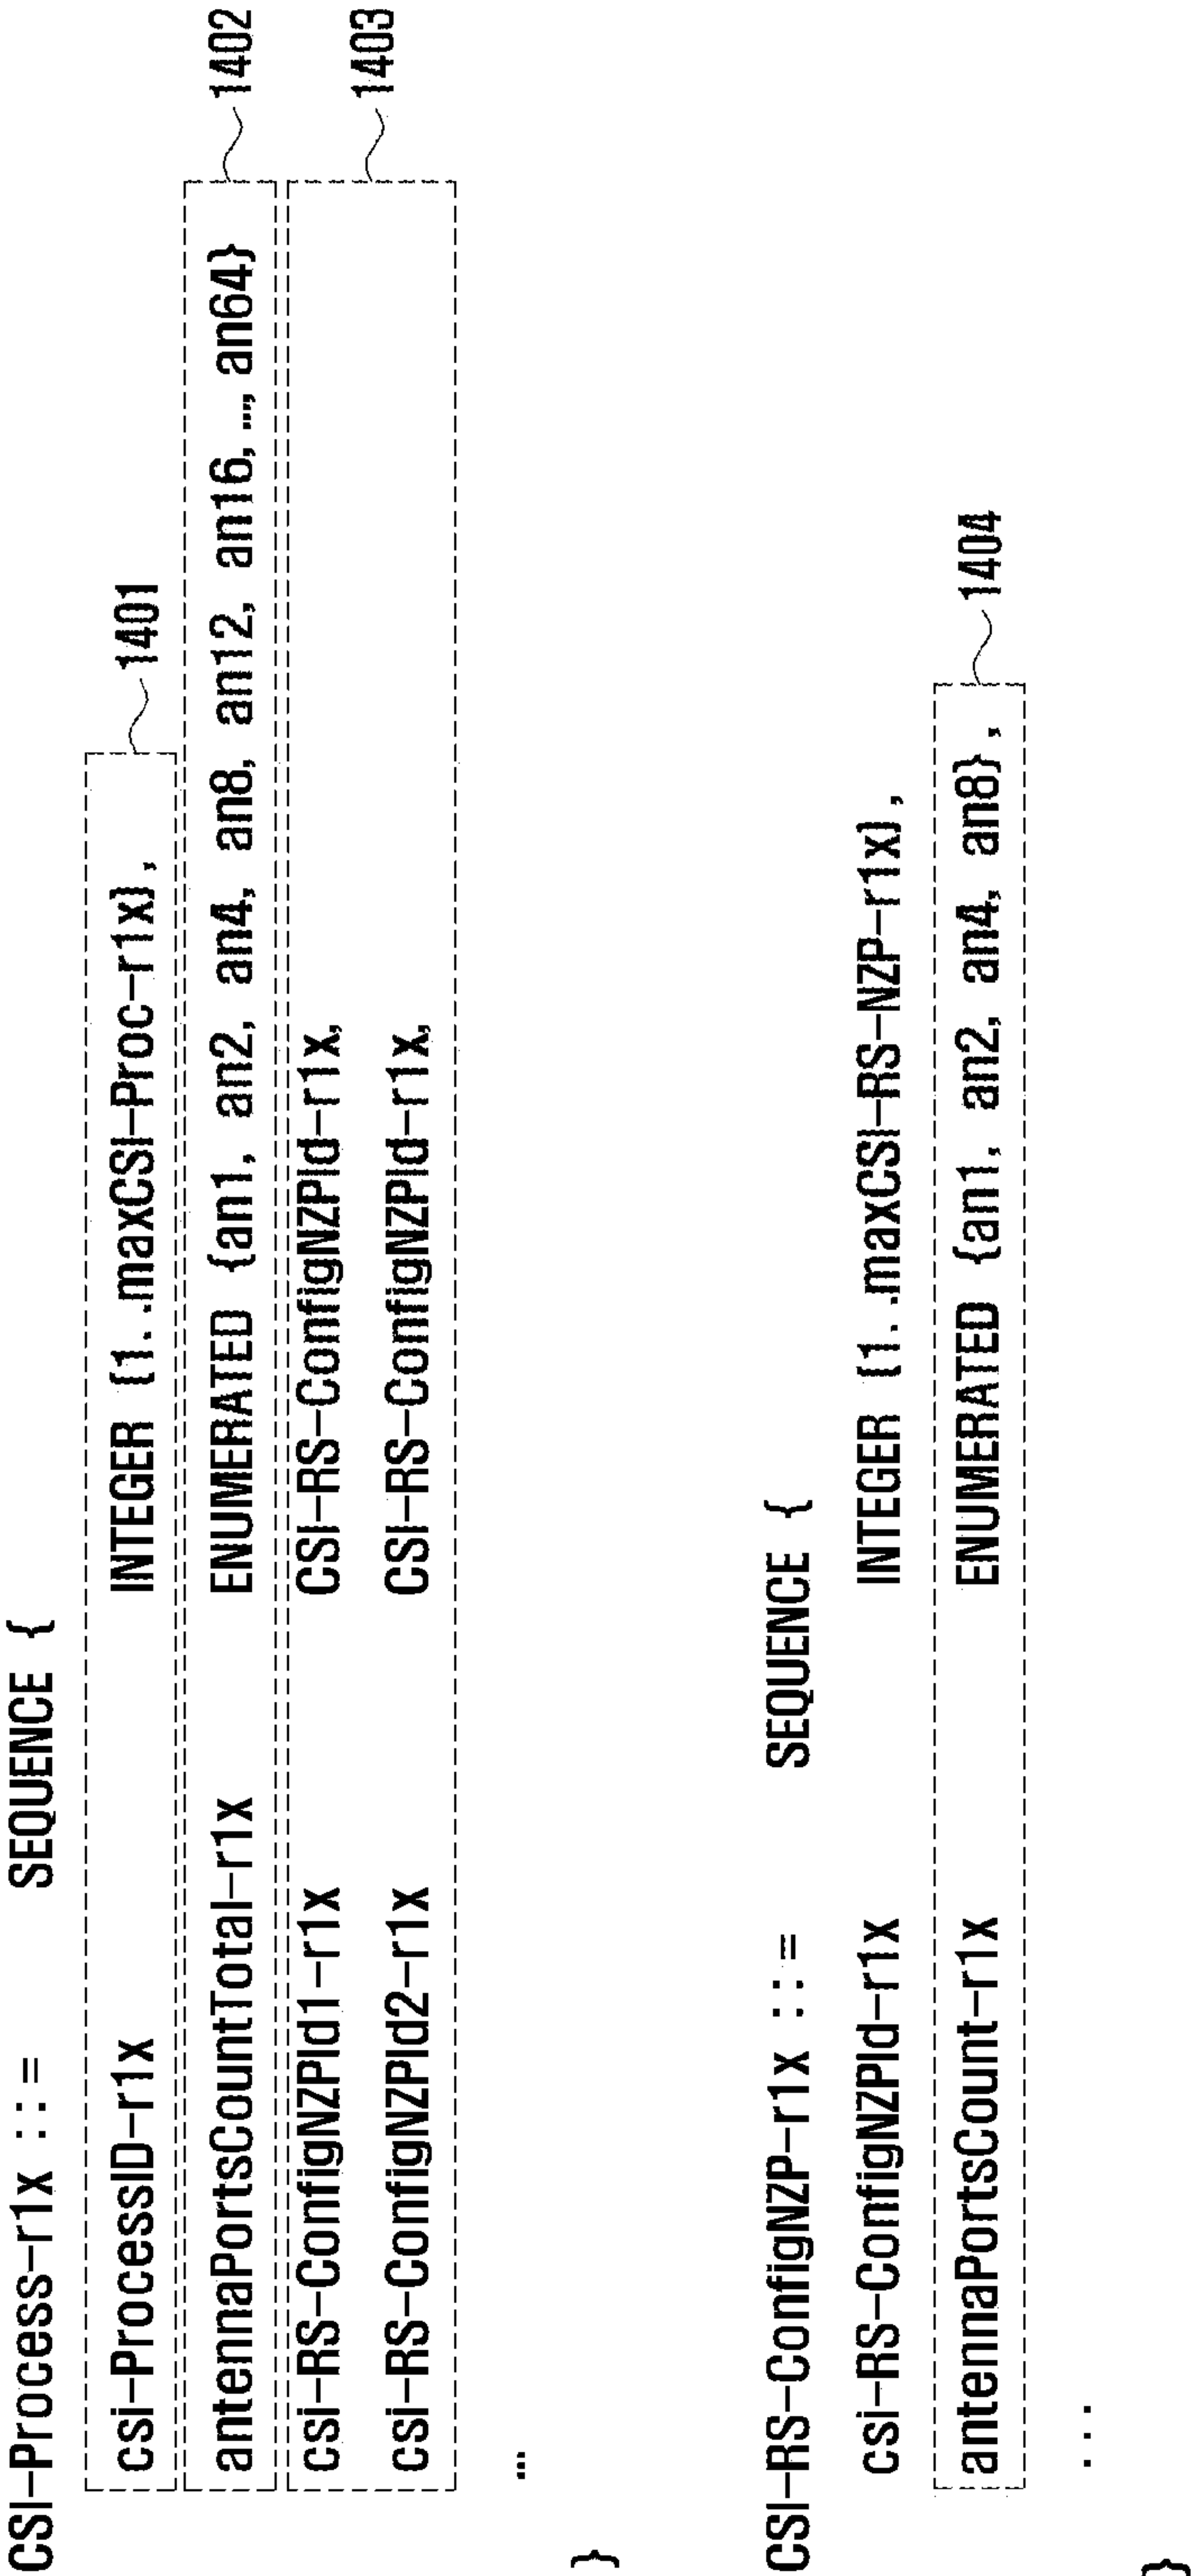 CSI–Process–r1x ::= SEQUENCE {
csi–ProcessID–r1x INTEGER (1. .maxCSI–Proc–r1x), 1401
antennaPortsCountTotal–r1x ENUMERATED {an1, an2, an4, an8, an12, an16, ..., an64} 1402
csi–RS–ConfigNZPId1–r1x CSI–RS–ConfigNZPId–r1x, 1403
csi–RS–ConfigNZPId2–r1x CSI–RS–ConfigNZPId–r1x,
...
}
CSI–RS–ConfigNZP–r1x ::= SEQUENCE {
csi–RS–ConfigNZPId–r1x INTEGER (1. .maxCSI–RS–NZP–r1x),
antennaPortsCount–r1x ENUMERATED {an1, an2, an4, an8}, 1404
...
}